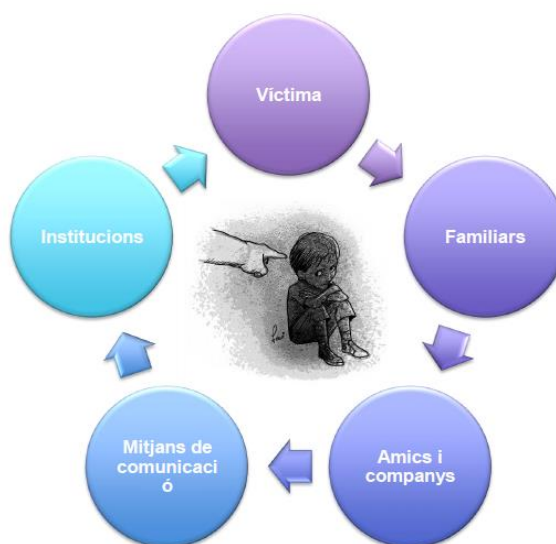 Víctima
Familiars
Amics i
companys
Mitjans de
comunicaci
ó
Institucions